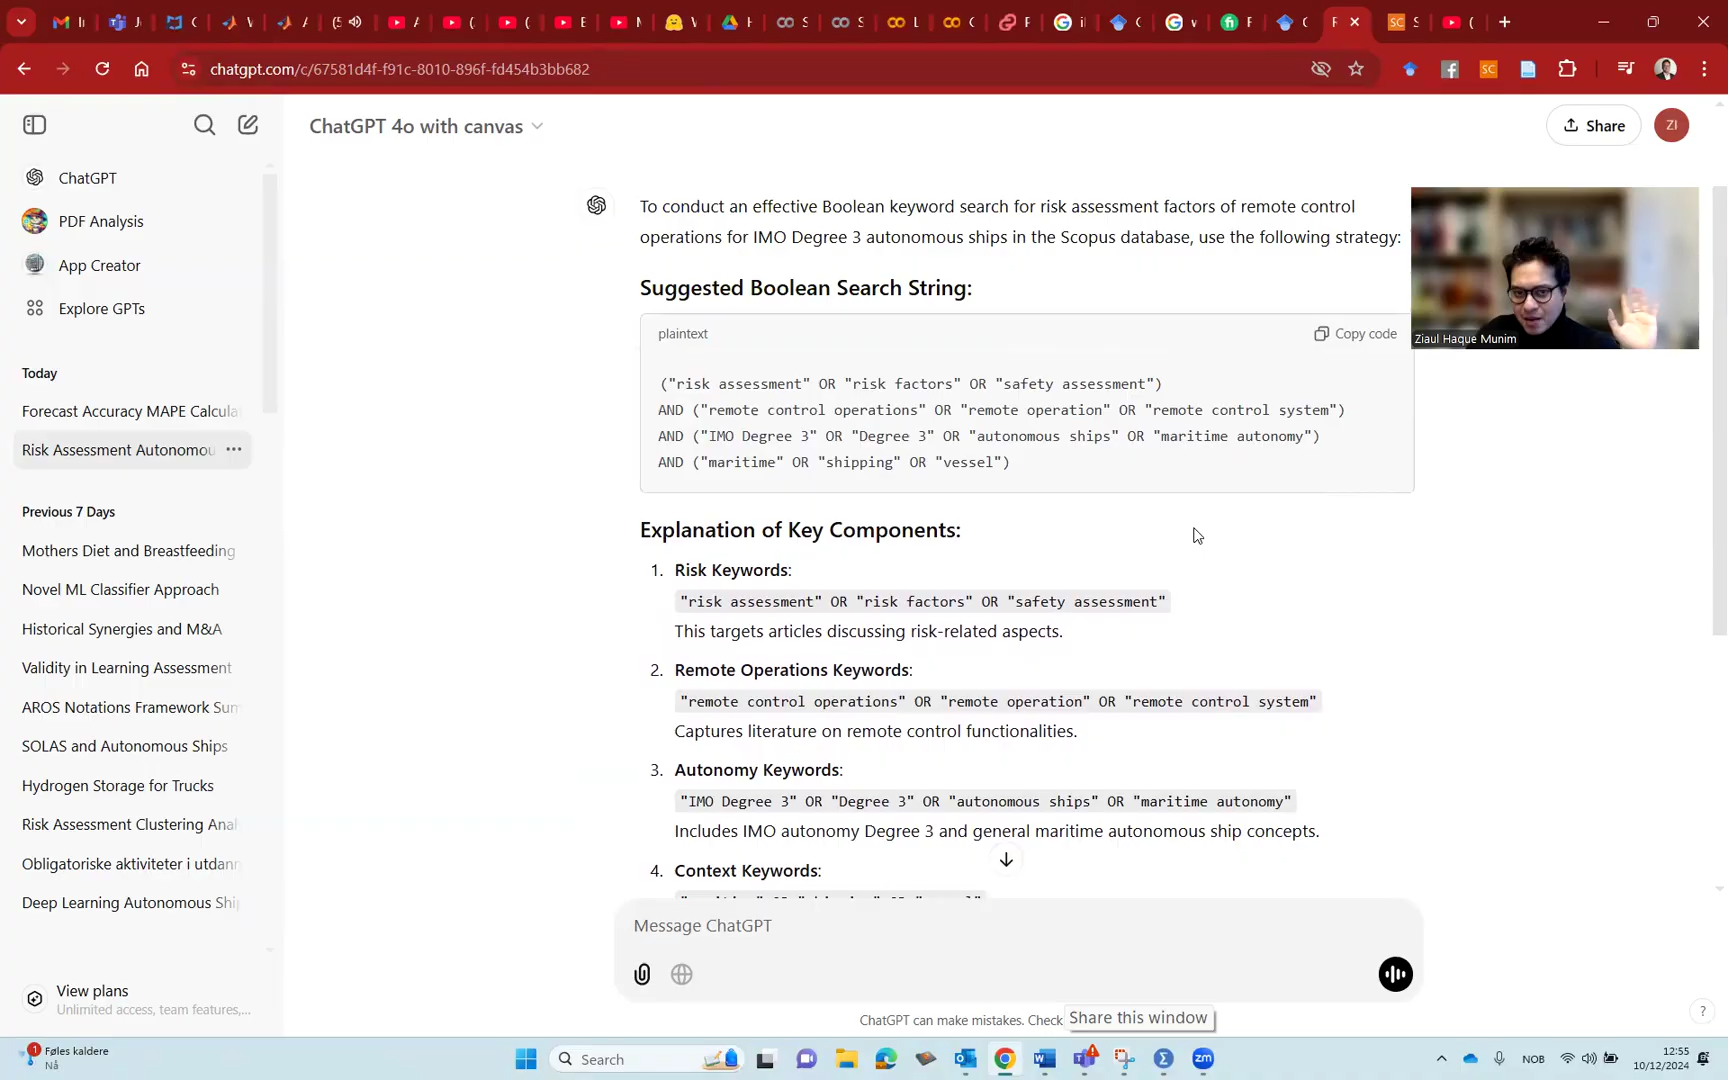 chatgpt.com/c/67581d4f-f91c-8010-896f-fd454b3bb682
ChatGPT 4o with canvas
Share
ZI
ChatGPT
PDF Analysis
App Creator
Explore GPTs
Today
Forecast Accuracy MAPE Calcula
Risk Assessment Autonomou
Previous 7 Days
Mothers Diet and Breastfeeding
Novel ML Classifier Approach
Historical Synergies and M&A
Validity in Learning Assessment
AROS Notations Framework Sum
SOLAS and Autonomous Ships
Hydrogen Storage for Trucks
Risk Assessment Clustering Anal
Obligatoriske aktiviteter i utdann
Deep Learning Autonomous Ship
View plans
Unlimited access, team features,...
To conduct an effective Boolean keyword search for risk assessment factors of remote control
operations for IMO Degree 3 autonomous ships in the Scopus database, use the following strategy:
Suggested Boolean Search String:
plaintext
Copy code
("risk assessment" OR "risk factors" OR "safety assessment")
AND ("remote control operations" OR "remote operation" OR "remote control system")
AND ("IMO Degree 3" OR "Degree 3" OR "autonomous ships" OR "maritime autonomy")
AND ("maritime" OR "shipping" OR "vessel")
Ziaul Haque Munim
Explanation of Key Components:
1. Risk Keywords:
"risk assessment" OR "risk factors" OR "safety assessment"
This targets articles discussing risk-related aspects.
2. Remote Operations Keywords:
"remote control operations" OR "remote operation" OR "remote control system"
Captures literature on remote control functionalities.
3. Autonomy Keywords:
"IMO Degree 3" OR "Degree 3" OR "autonomous ships" OR "maritime autonomy"
Includes IMO autonomy Degree 3 and general maritime autonomous ship concepts.
4. Context Keywords:
Message ChatGPT
ChatGPT can make mistakes. Check
Share this window
?
1
Føles kaldere
Nå
Search
zm
NOB
12:55
10/12/2024